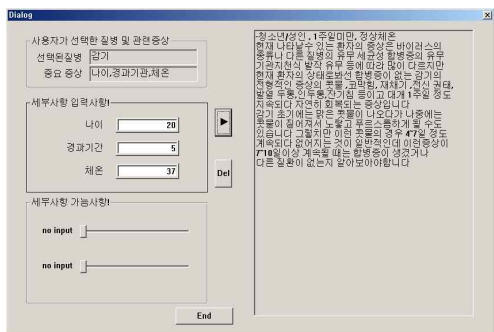 Dialog
사용자가 선택한 질병 및 관련증상
선택된질병 감기
중요 증상 나이,경과기관,체온
세부사항 입력사항!
나이 20
경과기간 5
체온 37
Del
세부사항 가능사항!
no input
no input
End
-청소년/성인 . 1주일미만, 정상체온
현재 나타날수 있는 환자의 증상은 바이러스의
종류나 다른 질병의 유무 세균성 합병증의 유무
기관지천식 발작 유무 등에 따라 많이 다르지만
현재 환자의 상태로봐선 합병증이 없는 감기의
전형적인 증상의 콧물 ,코막힘, 재채기, 전신 권태,
발열 두통,인두통,잔기침 등이고 대개 1주일 정도
지속되다 자연히 회복되는 증상입니다
감기 초기에는 맑은 콧물이 나오다가 나중에는
콧물이 짙어져서 노랗고 푸르스름하게 될 수도
있습니다 그렇치만 이런 콧물의 경우 4~7일 정도
계속되다 없어지는 것이 일반적인데 이런증상이
7~10일이상 계속될 때는 합병증이 생겼거나
다른 질환이 없는지 알아보아야합니다